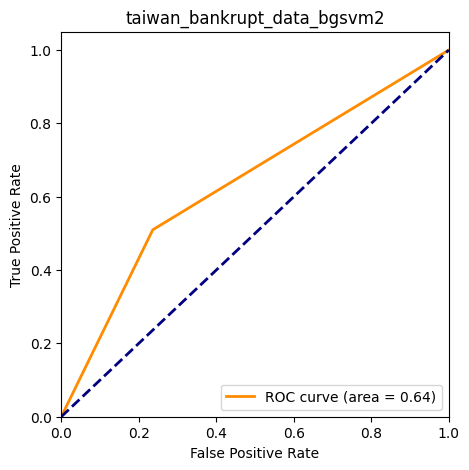 taiwan_bankrupt_data_bgsvm2
1.0
0.8
0.6
0.4
0.2
0.0
True Positive Rate
ROC curve (area = 0.64)
0.0 0.2 0.4 0.6 0.8 1.0
False Positive Rate